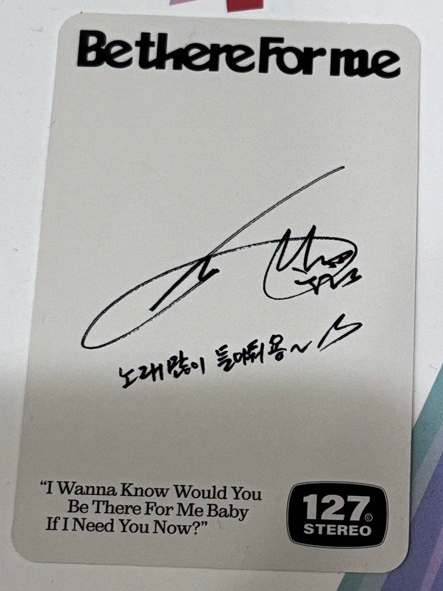 Be there For me
노래 많이 들어줘용~
"I Wanna Know Would You
Be There For Me Baby
If I Need You Now?"
127©
STEREO